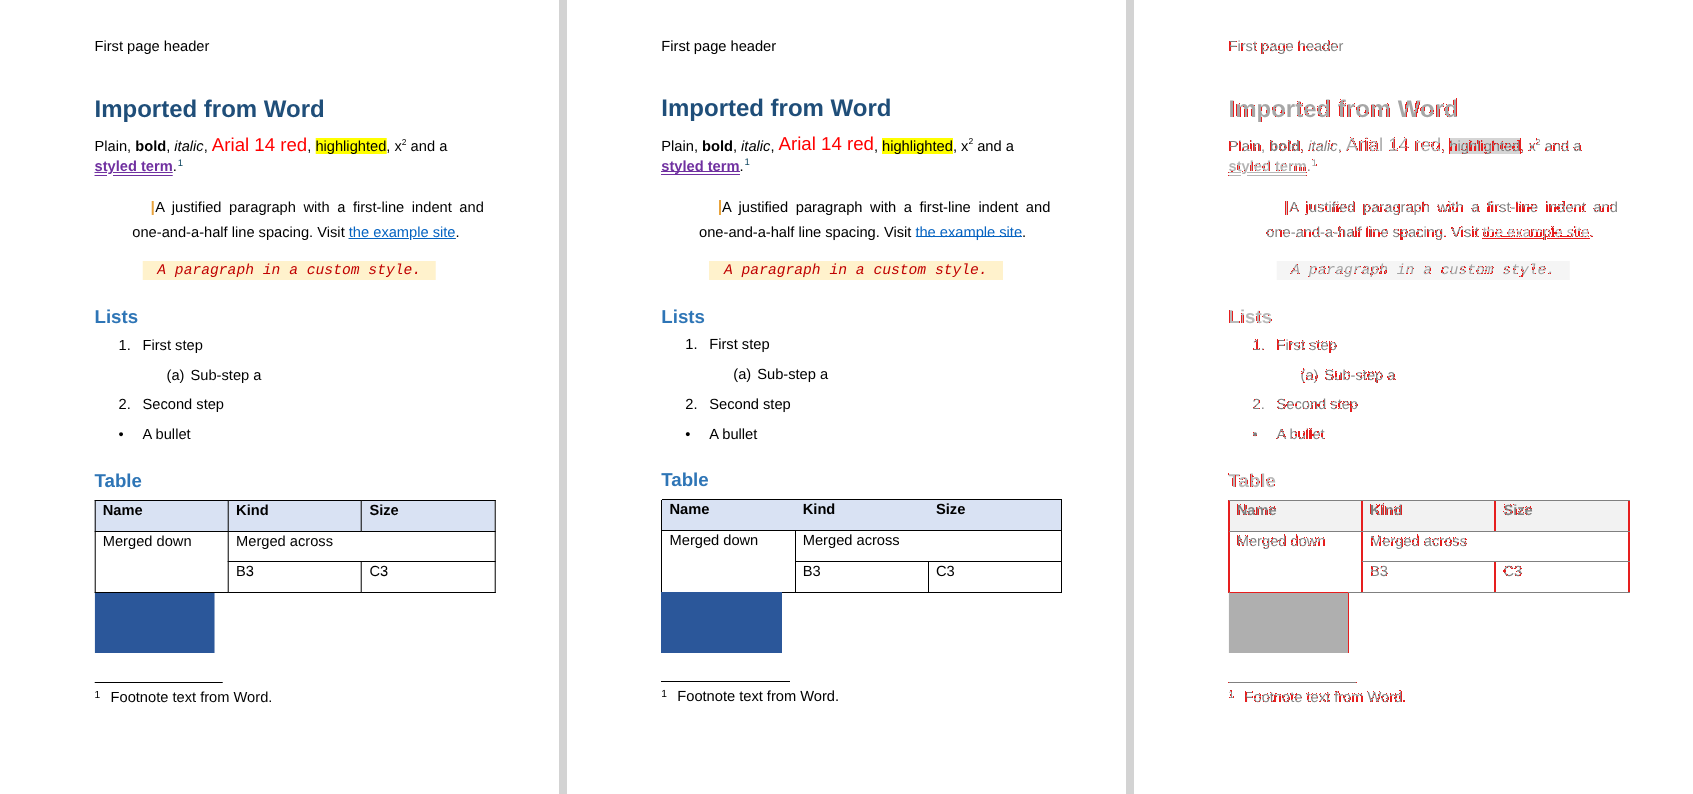 First page header
Imported from Word
Plain, bold, italic, Arial 14 red, highlighted, x2 and a
styled term.1
A justified paragraph with a first-line indent and
one-and-a-half line spacing. Visit the example site.
A paragraph in a custom style.
Lists
1. First step
(a) Sub-step a
2. Second step
• A bullet
Table
Name Kind Size
Merged down Merged across
B3 C3
1 Footnote text from Word.
First page header
Imported from Word
Plain, bold, italic, Arial 14 red, highlighted, x2 and a
styled term.1
A justified paragraph with a first-line indent and
one-and-a-half line spacing. Visit the example site.
A paragraph in a custom style.
Lists
1. First step
(a) Sub-step a
2. Second step
• A bullet
Table
Name Kind Size
Merged down Merged across
B3 C3
1 Footnote text from Word.
First page header
Imported from Word
Plain, bold, italic, Arial 14 red, highlighted, x2 and a
styled term.1
A justified paragraph with a first-line indent and
one-and-a-half line spacing. Visit the example site.
A paragraph in a custom style.
Lists
1. First step
(a) Sub-step a
2. Second step
• A bullet
Table
Name Kind Size
Merged down Merged across
B3 C3
1 Footnote text from Word.